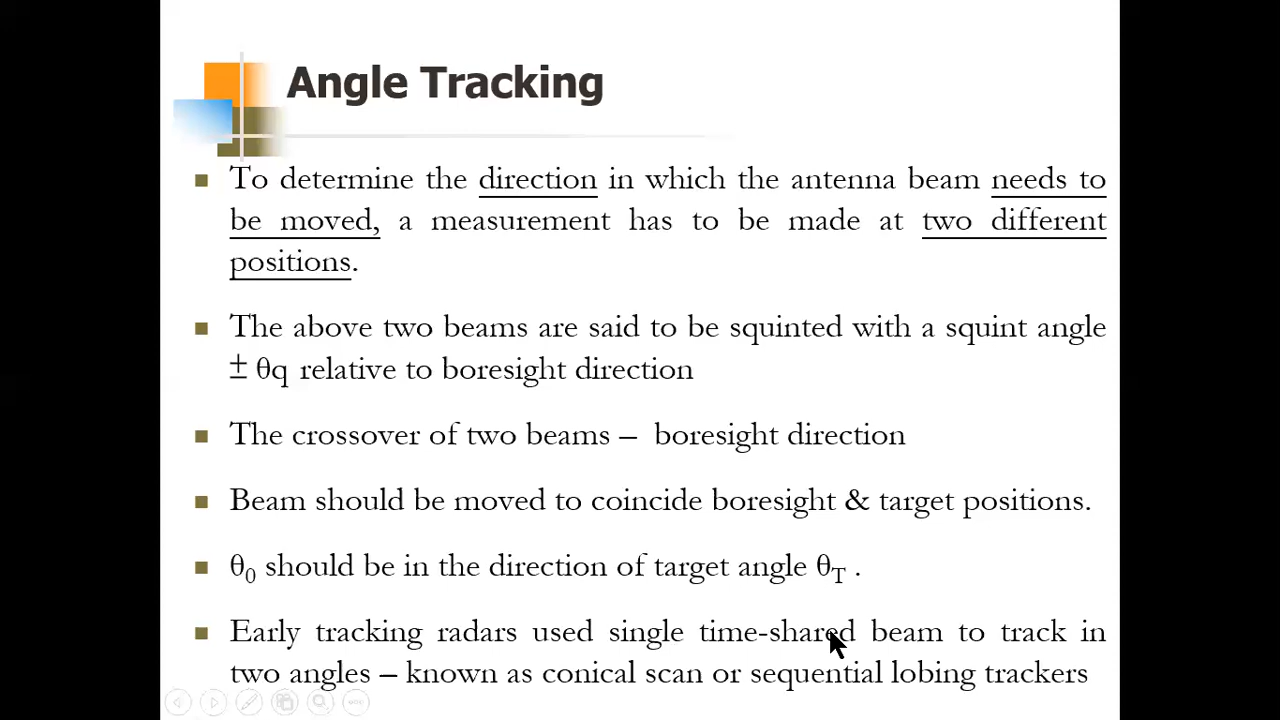 Angle Tracking
■ To determine the direction in which the antenna beam needs to
be moved, a measurement has to be made at two different
positions.
■ The above two beams are said to be squinted with a squint angle
± θq relative to boresight direction
■ The crossover of two beams – boresight direction
■ Beam should be moved to coincide boresight & target positions.
■ θ0 should be in the direction of target angle θT .
■ Early tracking radars used single time-shared beam to track in
two angles – known as conical scan or sequential lobing trackers